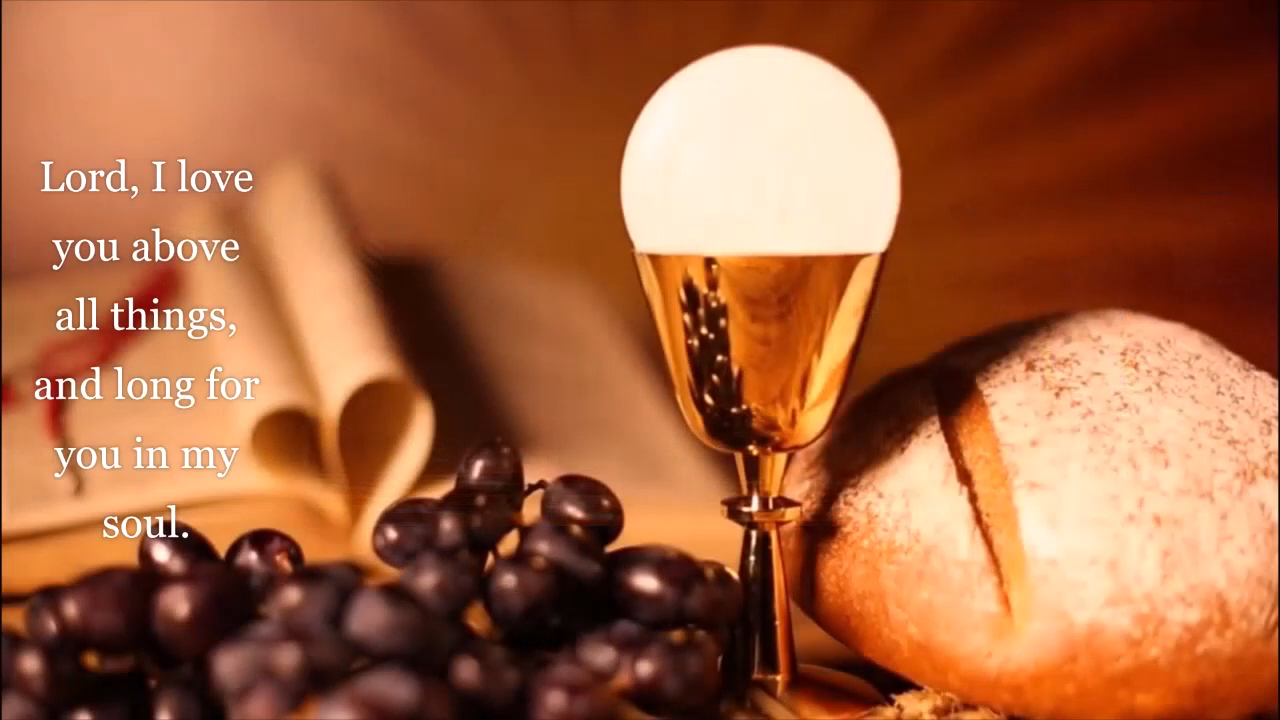 Lord, I love
you above
all things,
and long for
you in my
soul.